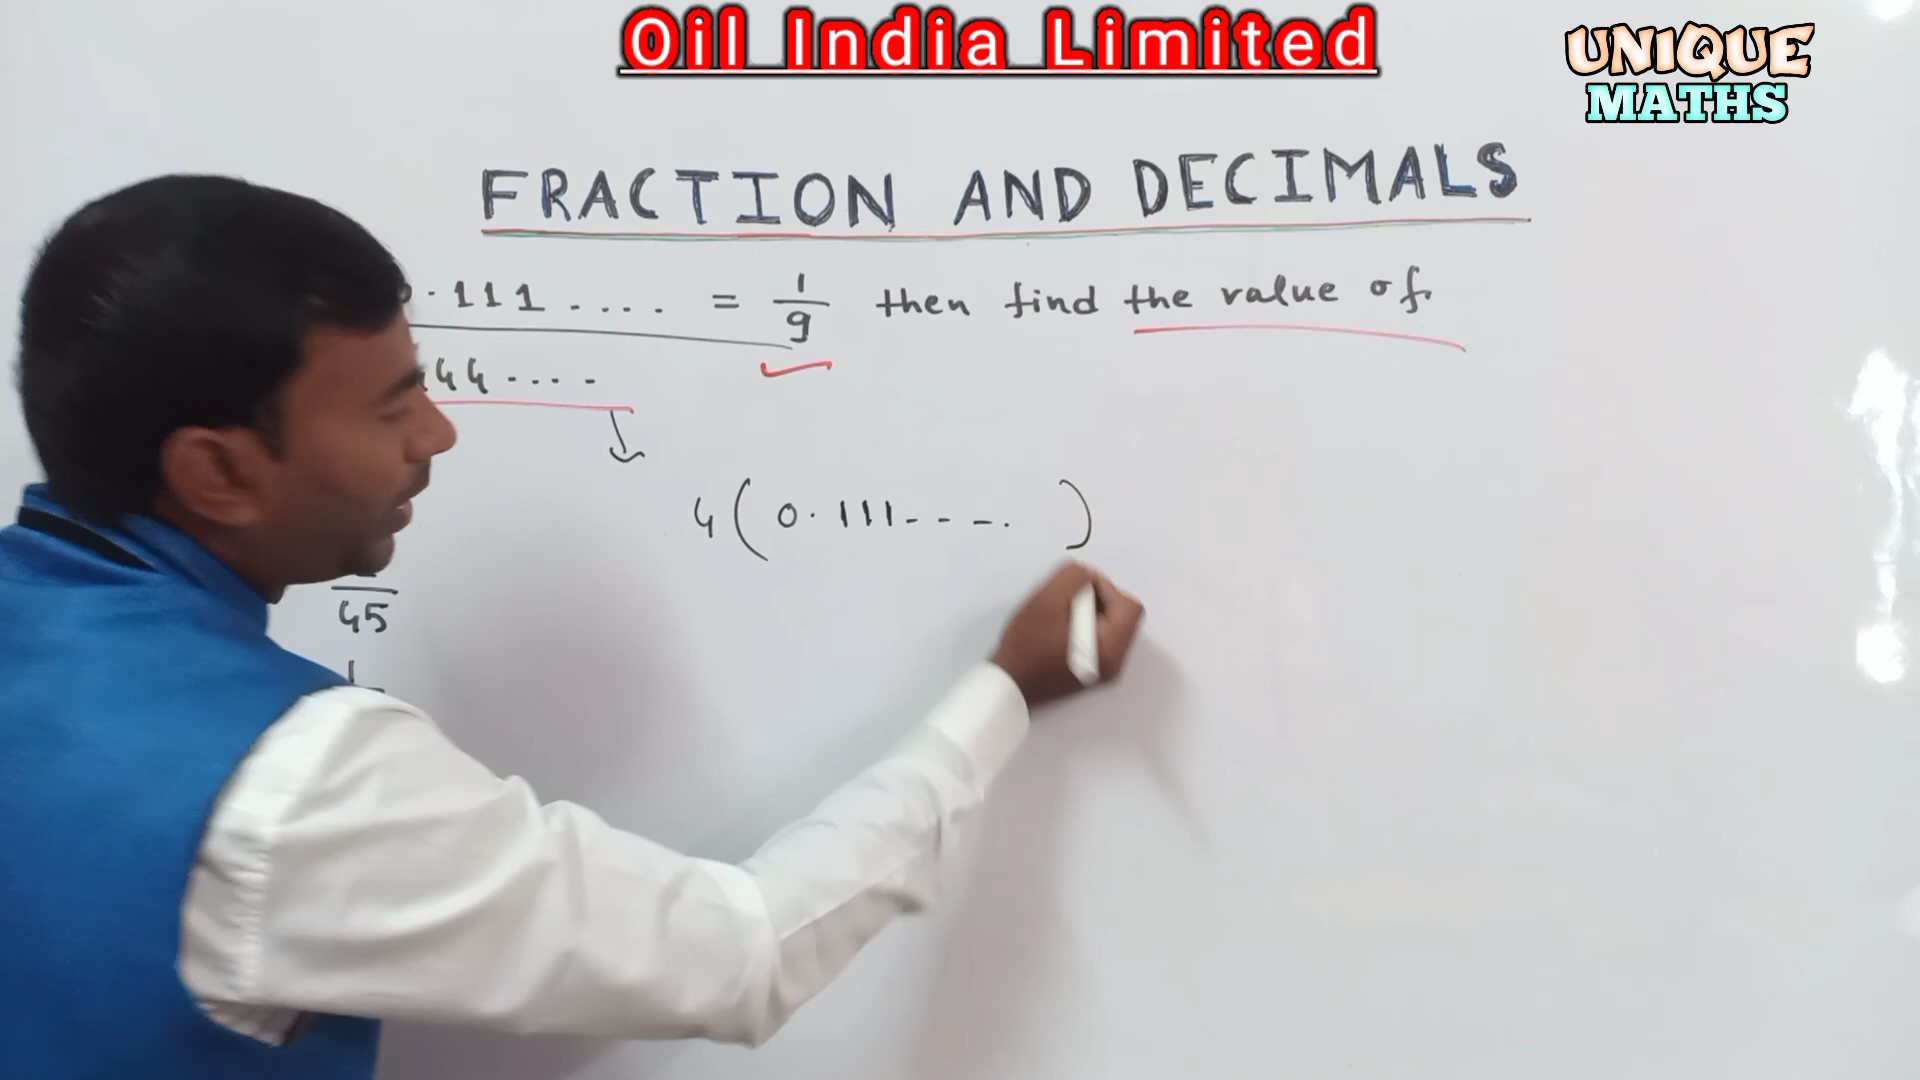 Oil India Limited
UNIQUE
MATHS
FRACTION AND DECIMALS
.111.... = 1/9 then find the value of
44....
4(0.111----.)
45
1